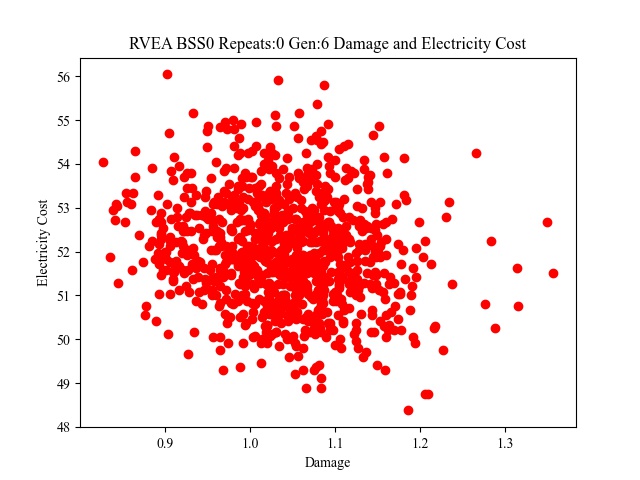 RVEA BSS0 Repeats:0 Gen:6 Damage and Electricity Cost
56
55
54
53
52
51
50
49
48
Electricity Cost
0.9 1.0 1.1 1.2 1.3
Damage